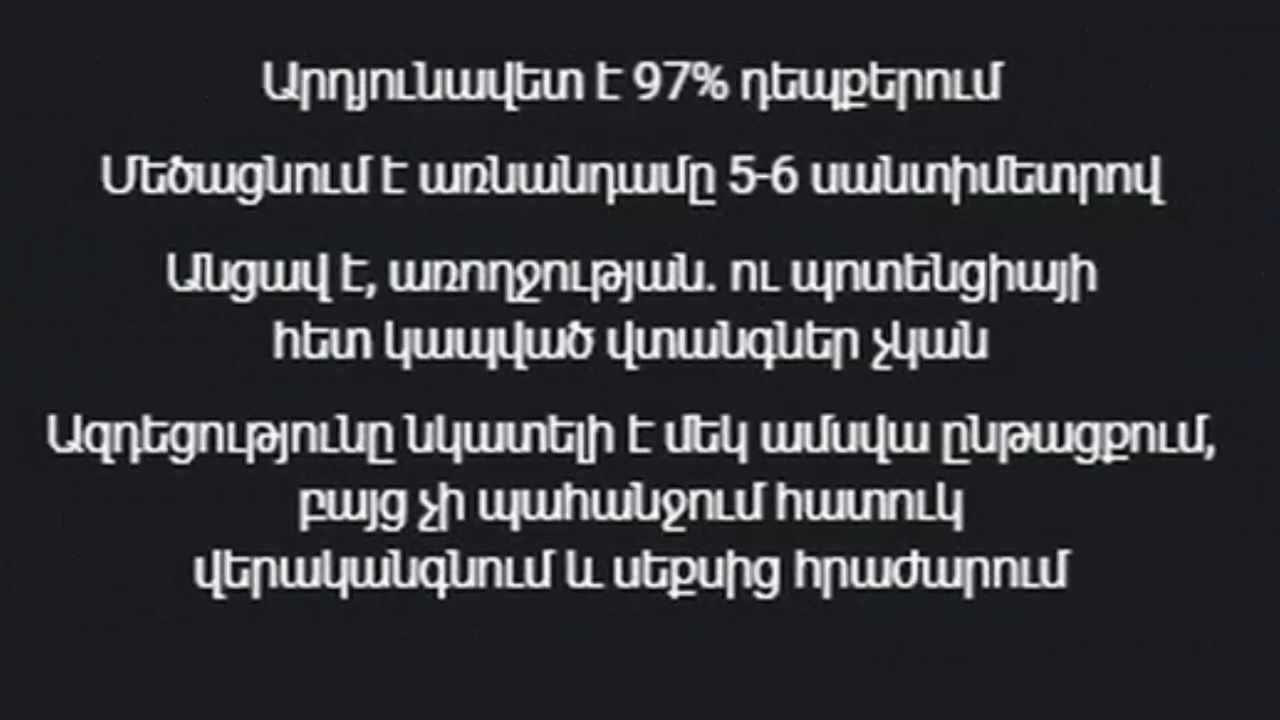 Արդյունավետ է 97% դեպքերում
Մեծացնում է առնանդամը 5-6 սանտիմետրով
Անցավ է, առողջության. ու պոտենցիայի
հետ կապված վտանգներ չկան
Ազդեցությունը նկատելի է մեկ ամսվա ընթացքում,
բայց չի պահանջում հատուկ
վերականգնում և սեքսից հրաժարում